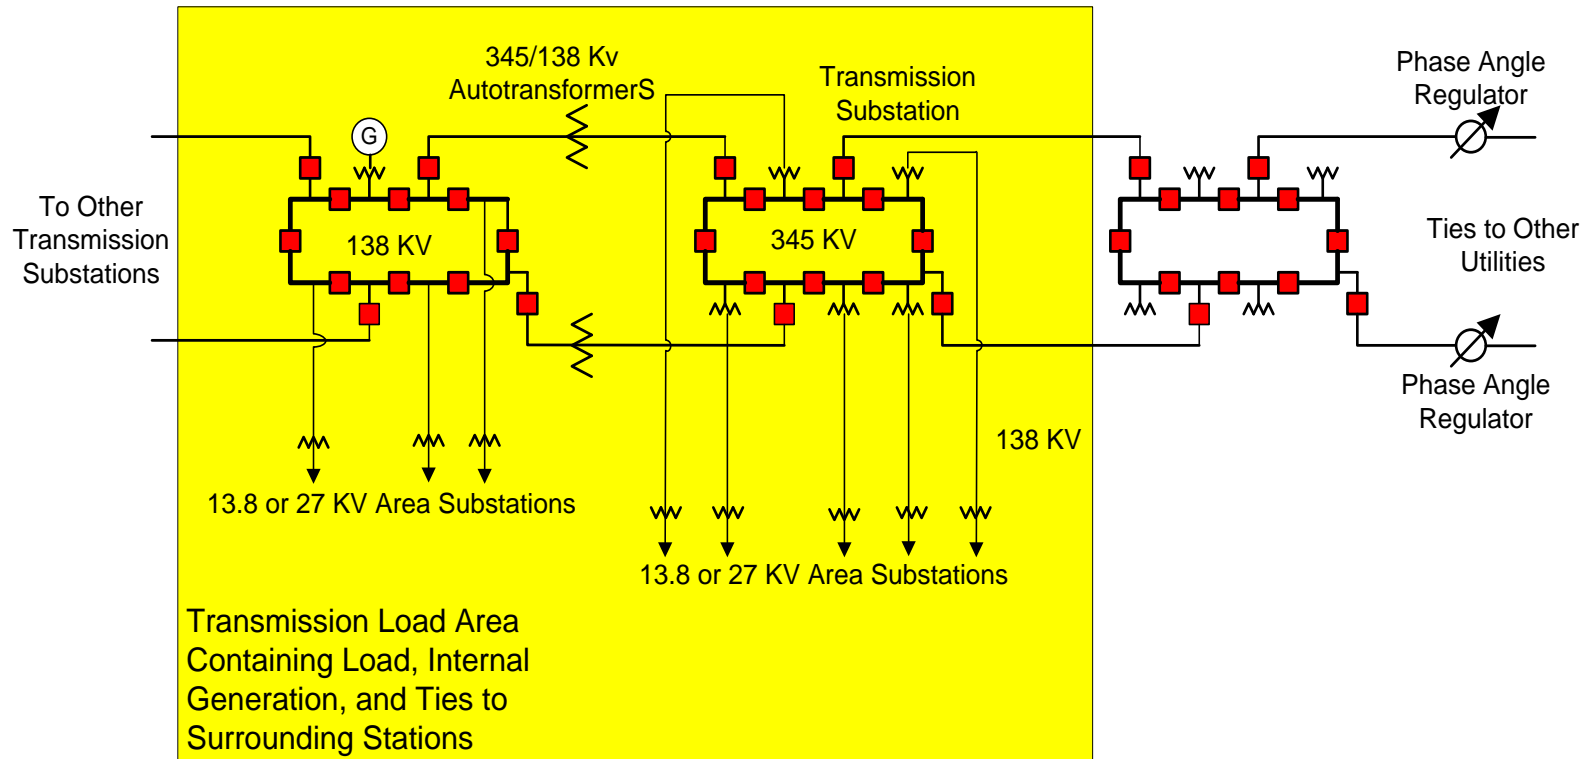 345/138 Kv
AutotransformerS
Transmission
Substation
Phase Angle
Regulator
G
To Other
Transmission
Substations
138 KV
345 KV
Ties to Other
Utilities
Phase Angle
Regulator
138 KV
13.8 or 27 KV Area Substations
13.8 or 27 KV Area Substations
Transmission Load Area
Containing Load, Internal
Generation, and Ties to
Surrounding Stations